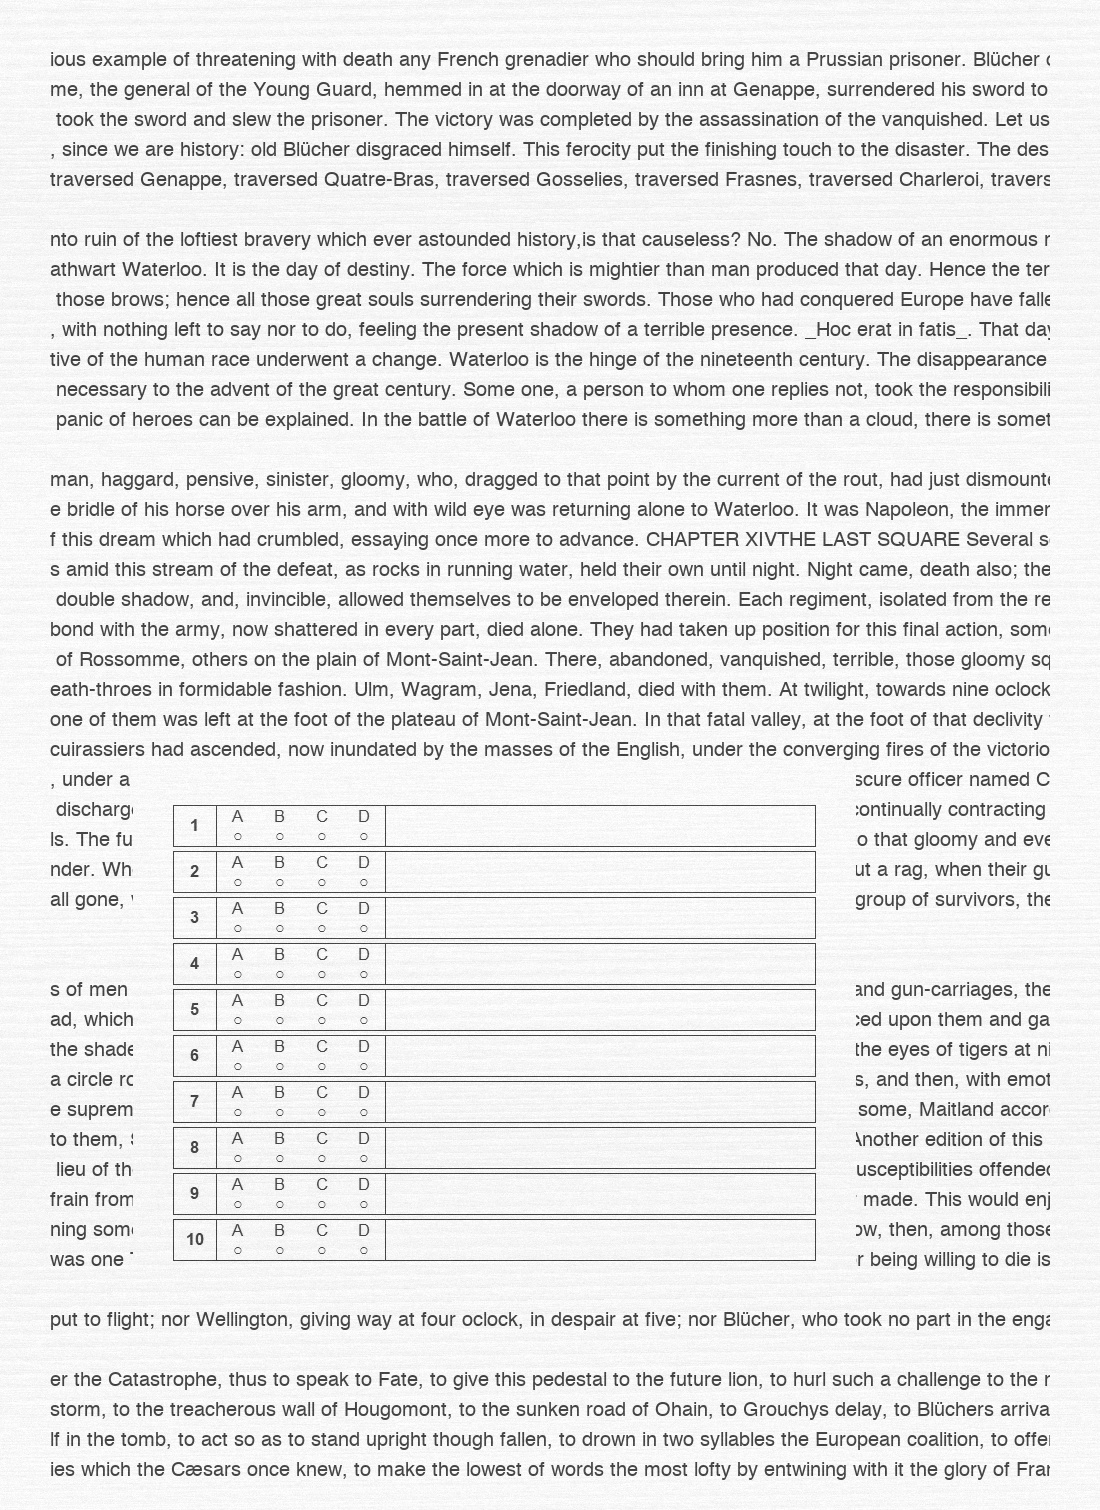 ious example of threatening with death any French grenadier who should bring him a Prussian prisoner. Blücher
me, the general of the Young Guard, hemmed in at the doorway of an inn at Genappe, surrendered his sword to
took the sword and slew the prisoner. The victory was completed by the assassination of the vanquished. Let us
, since we are history: old Blücher disgraced himself. This ferocity put the finishing touch to the disaster. The des
traversed Genappe, traversed Quatre-Bras, traversed Gosselies, traversed Frasnes, traversed Charleroi, travers
nto ruin of the loftiest bravery which ever astounded history,is that causeless? No. The shadow of an enormous
athwart Waterloo. It is the day of destiny. The force which is mightier than man produced that day. Hence the ter
those brows; hence all those great souls surrendering their swords. Those who had conquered Europe have falle
, with nothing left to say nor to do, feeling the present shadow of a terrible presence. _Hoc erat in fatis_. That day
tive of the human race underwent a change. Waterloo is the hinge of the nineteenth century. The disappearance
necessary to the advent of the great century. Some one, a person to whom one replies not, took the responsibili
panic of heroes can be explained. In the battle of Waterloo there is something more than a cloud, there is somet
man, haggard, pensive, sinister, gloomy, who, dragged to that point by the current of the rout, had just dismounte
e bridle of his horse over his arm, and with wild eye was returning alone to Waterloo. It was Napoleon, the immer
f this dream which had crumbled, essaying once more to advance. CHAPTER XIVTHE LAST SQUARE Several s
s amid this stream of the defeat, as rocks in running water, held their own until night. Night came, death also; the
double shadow, and, invincible, allowed themselves to be enveloped therein. Each regiment, isolated from the re
bond with the army, now shattered in every part, died alone. They had taken up position for this final action, some
of Rossomme, others on the plain of Mont-Saint-Jean. There, abandoned, vanquished, terrible, those gloomy sq
eath-throes in formidable fashion. Ulm, Wagram, Jena, Friedland, died with them. At twilight, towards nine oclock
one of them was left at the foot of the plateau of Mont-Saint-Jean. In that fatal valley, at the foot of that declivity
cuirassiers had ascended, now inundated by the masses of the English, under the converging fires of the victorio
, under a scure officer named C
discharge continually contracting
ls. The fu o that gloomy and eve
nder. Wh ut a rag, when their gu
all gone, group of survivors, the
1 A B C D
2 A B C D
3 A B C D
4 A B C D
5 A B C D
6 A B C D
7 A B C D
8 A B C D
9 A B C D
10 A B C D
s of men and gun-carriages, the
ad, which ced upon them and ga
the shade the eyes of tigers at ni
a circle ro s, and then, with emot
e suprem some, Maitland accor
to them, Another edition of this
lieu of th usceptibilities offended
frain from made. This would enj
ning some ow, then, among those
was one r being willing to die is
put to flight; nor Wellington, giving way at four oclock, in despair at five; nor Blücher, who took no part in the enga
er the Catastrophe, thus to speak to Fate, to give this pedestal to the future lion, to hurl such a challenge to the
storm, to the treacherous wall of Hougomont, to the sunken road of Ohain, to Grouchys delay, to Blüchers arriva
lf in the tomb, to act so as to stand upright though fallen, to drown in two syllables the European coalition, to offer
ies which the Cæsars once knew, to make the lowest of words the most lofty by entwining with it the glory of Fran